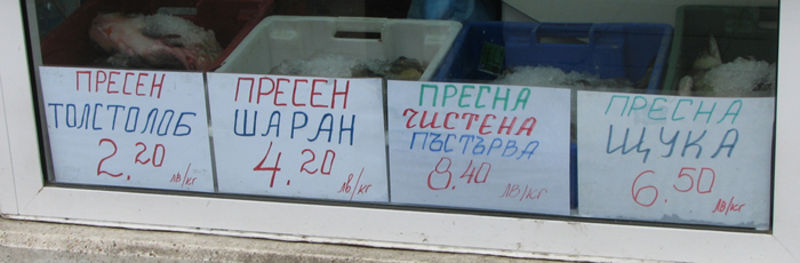 ПРЕСЕН
ТОЛСТОЛОБ
2.20
лв/кг
ПРЕСЕН
ШАРАН
4.20
лв/кг
ПРЕСНА
ЧИСТЕНА
ПЪСТЪРВА
8.40
лв/кг
ПРЕСНА
ЩУКА
6.50
лв/кг